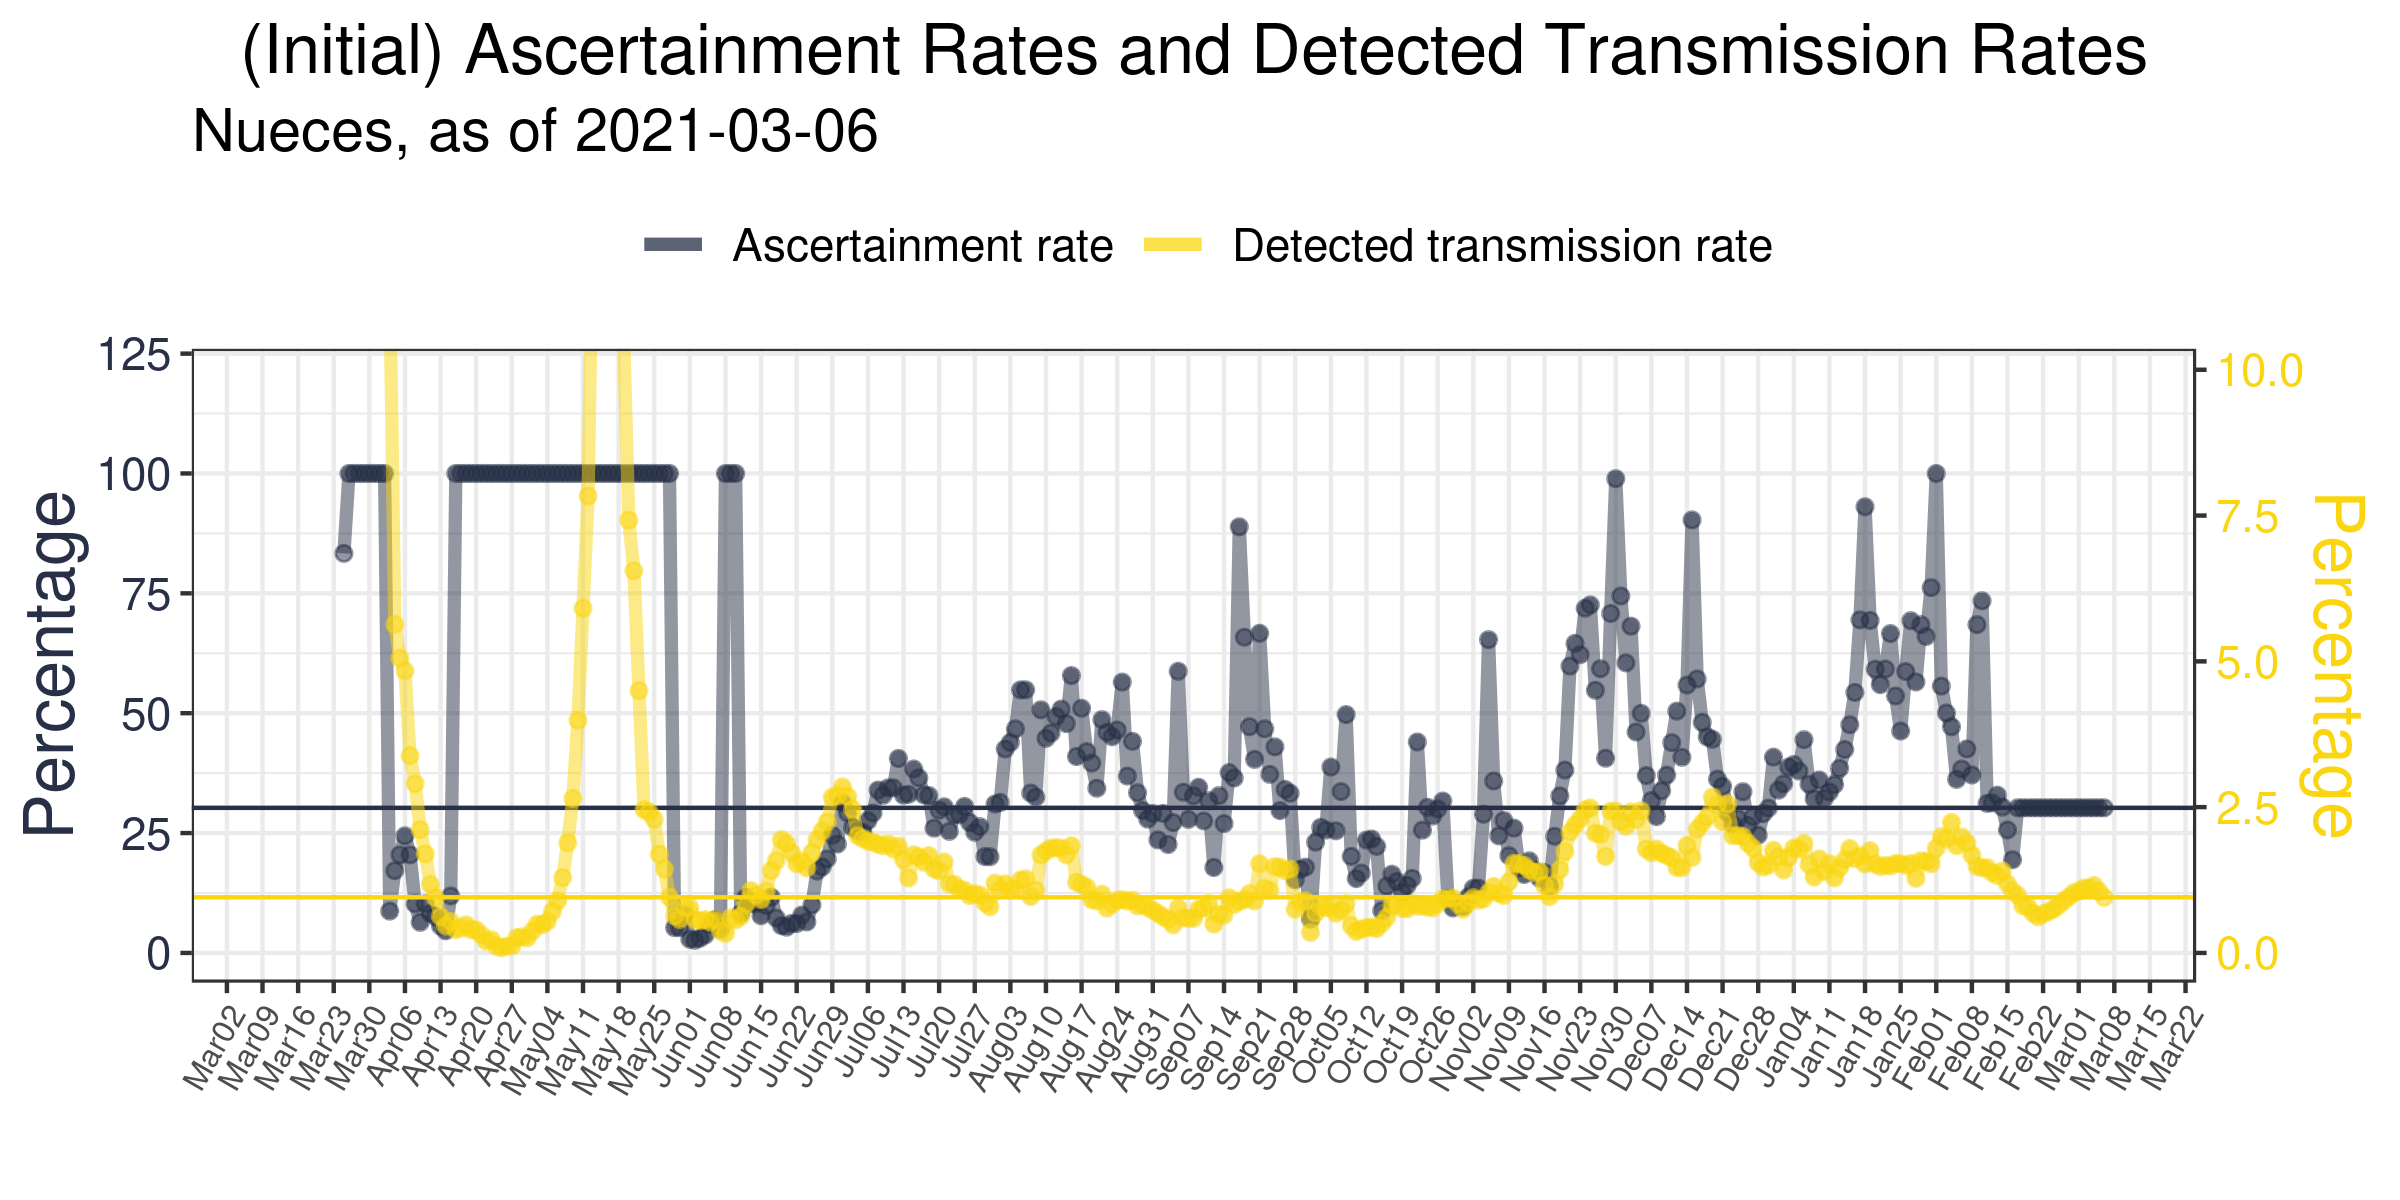 (Initial) Ascertainment Rates and Detected Transmission Rates
Nueces, as of 2021-03-06
Ascertainment rate
Detected transmission rate
Percentage
125
100
75
50
25
0
10.0
7.5
5.0
2.5
0.0
Percentage
Mar02
Mar09
Mar16
Mar23
Mar30
Apr06
Apr13
Apr20
Apr27
May04
May11
May18
May25
Jun01
Jun08
Jun15
Jun22
Jun29
Jul06
Jul13
Jul20
Jul27
Aug03
Aug10
Aug17
Aug24
Aug31
Sep07
Sep14
Sep21
Sep28
Oct05
Oct12
Oct19
Oct26
Nov02
Nov09
Nov16
Nov23
Nov30
Dec07
Dec14
Dec21
Dec28
Jan04
Jan11
Jan18
Jan25
Feb01
Feb08
Feb15
Feb22
Mar01
Mar08
Mar15
Mar22